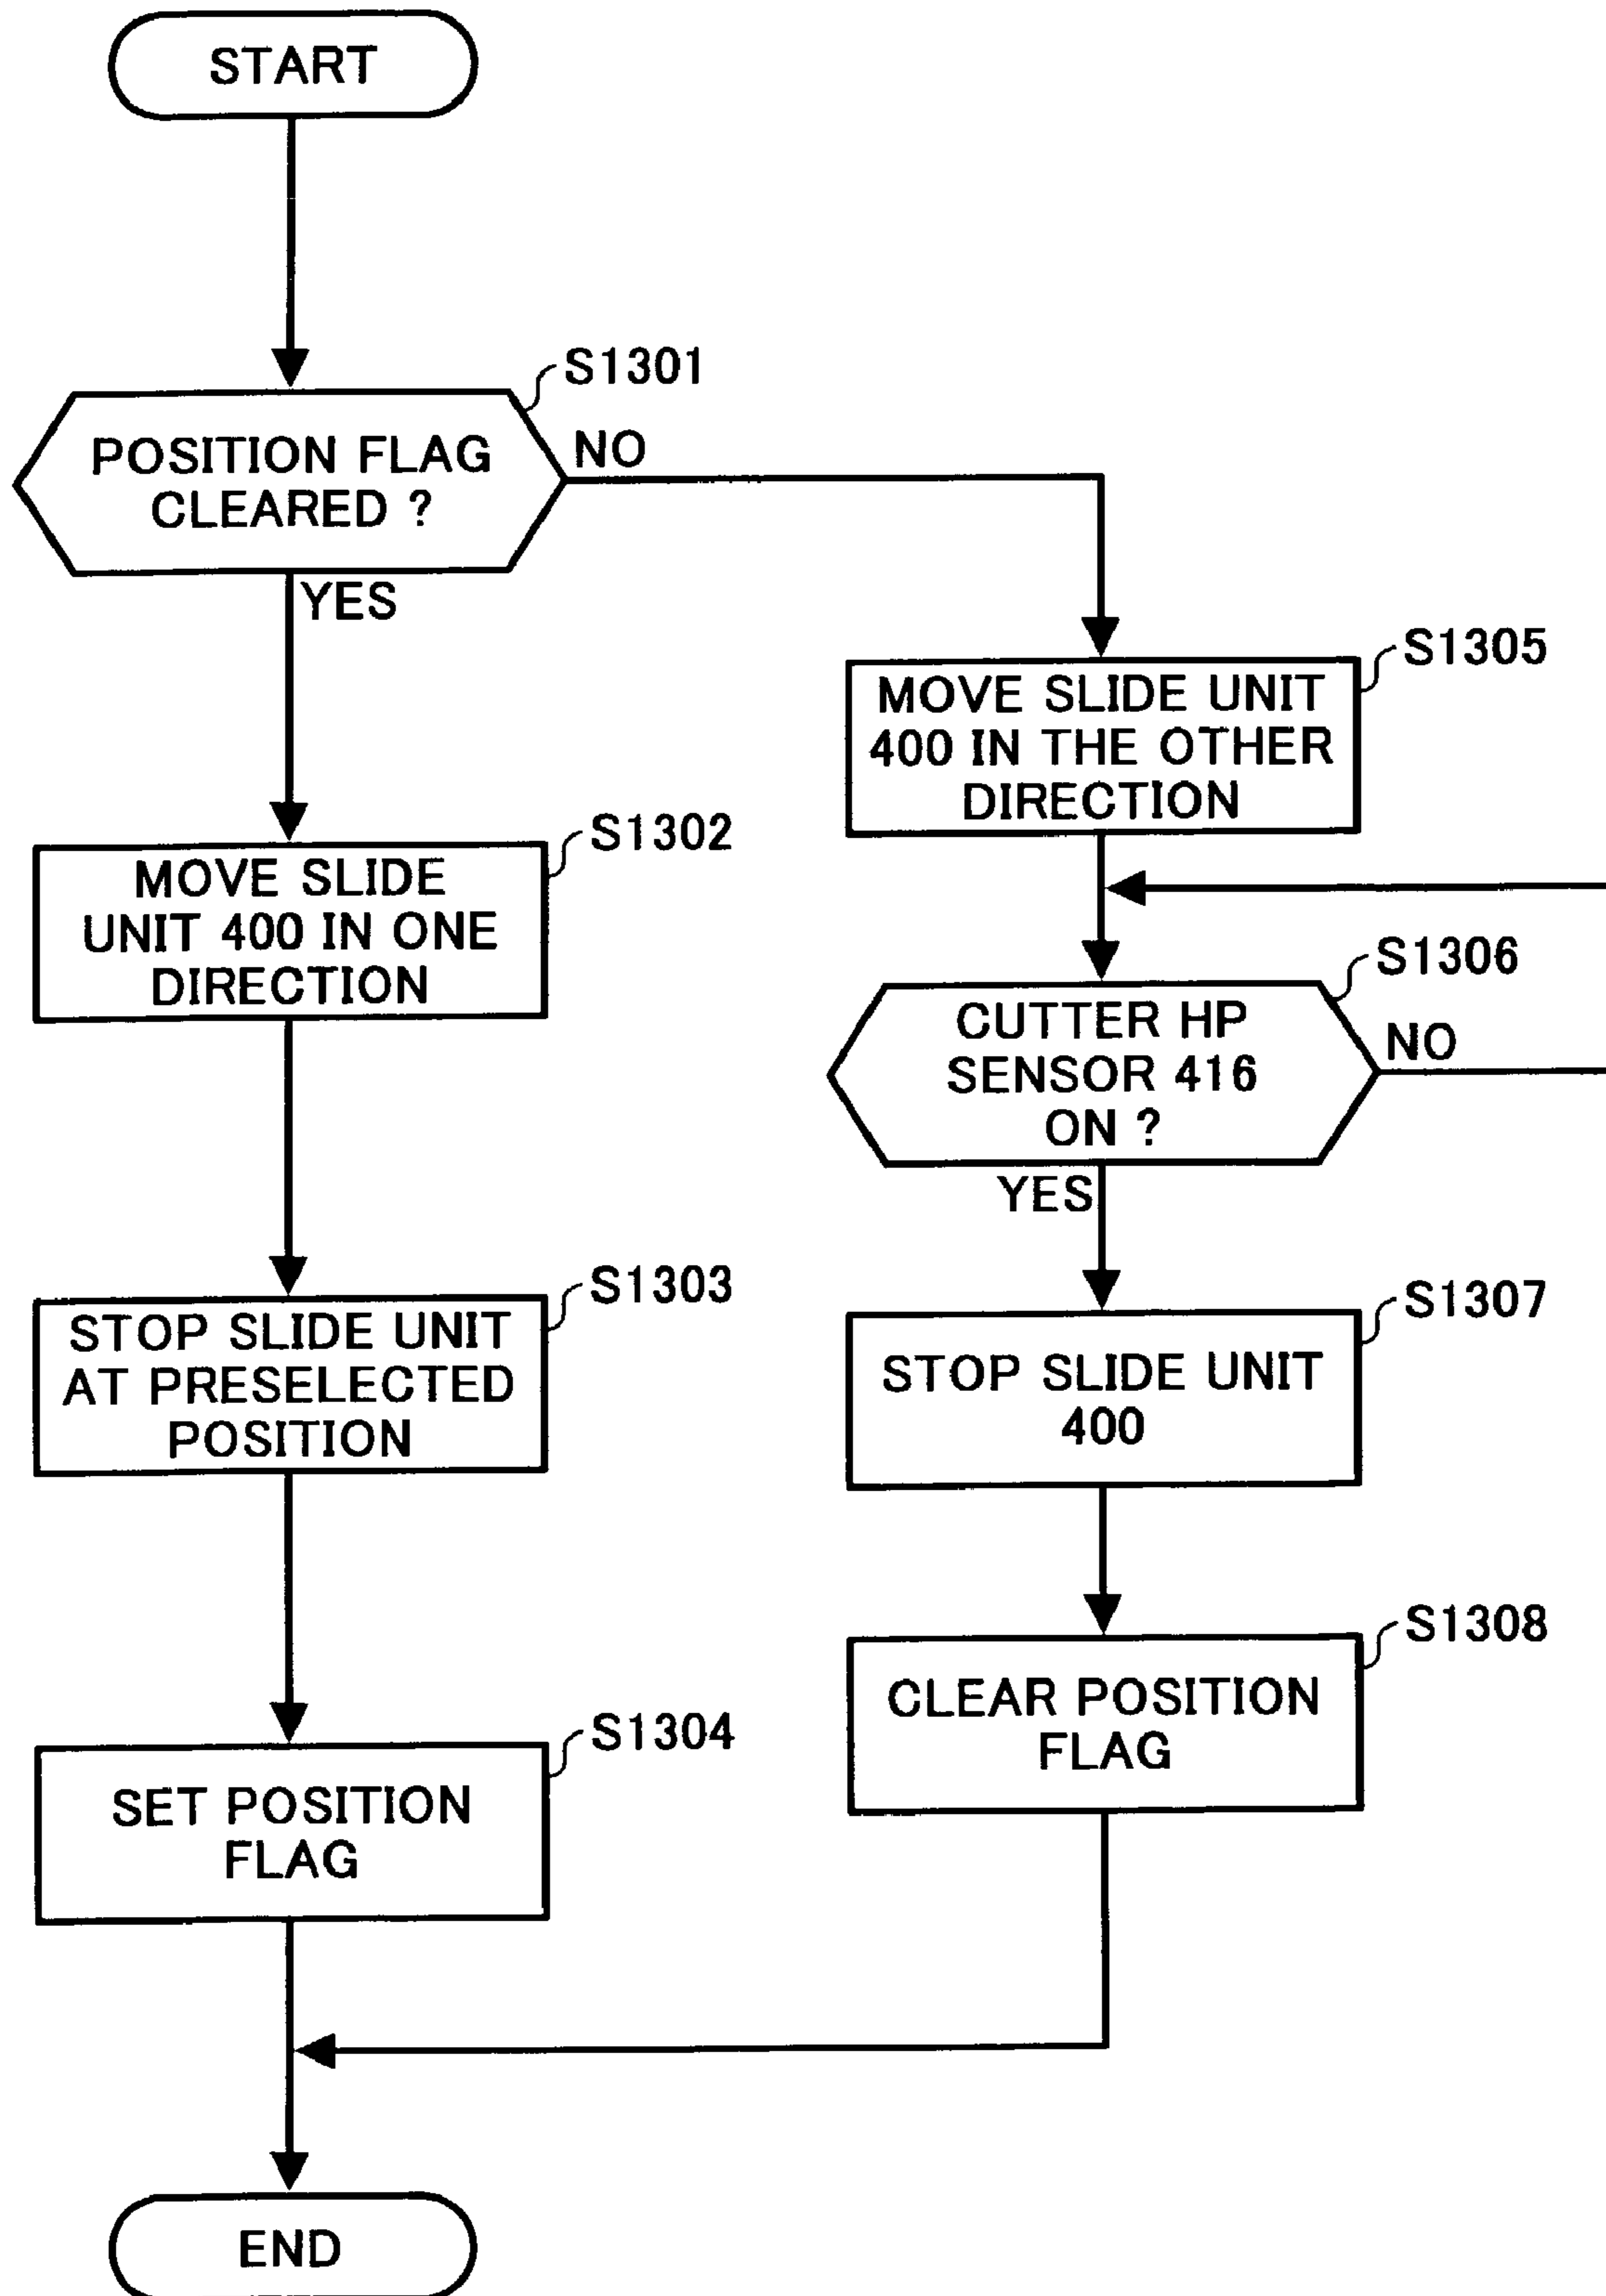 START
S1301
POSITION FLAG
CLEARED ?
NO
YES
S1302
MOVE SLIDE
UNIT 400 IN ONE
DIRECTION
S1303
STOP SLIDE UNIT
AT PRESELECTED
POSITION
S1304
SET POSITION
FLAG
S1305
MOVE SLIDE UNIT
400 IN THE OTHER
DIRECTION
S1306
CUTTER HP
SENSOR 416
ON ?
NO
YES
S1307
STOP SLIDE UNIT
400
S1308
CLEAR POSITION
FLAG
END